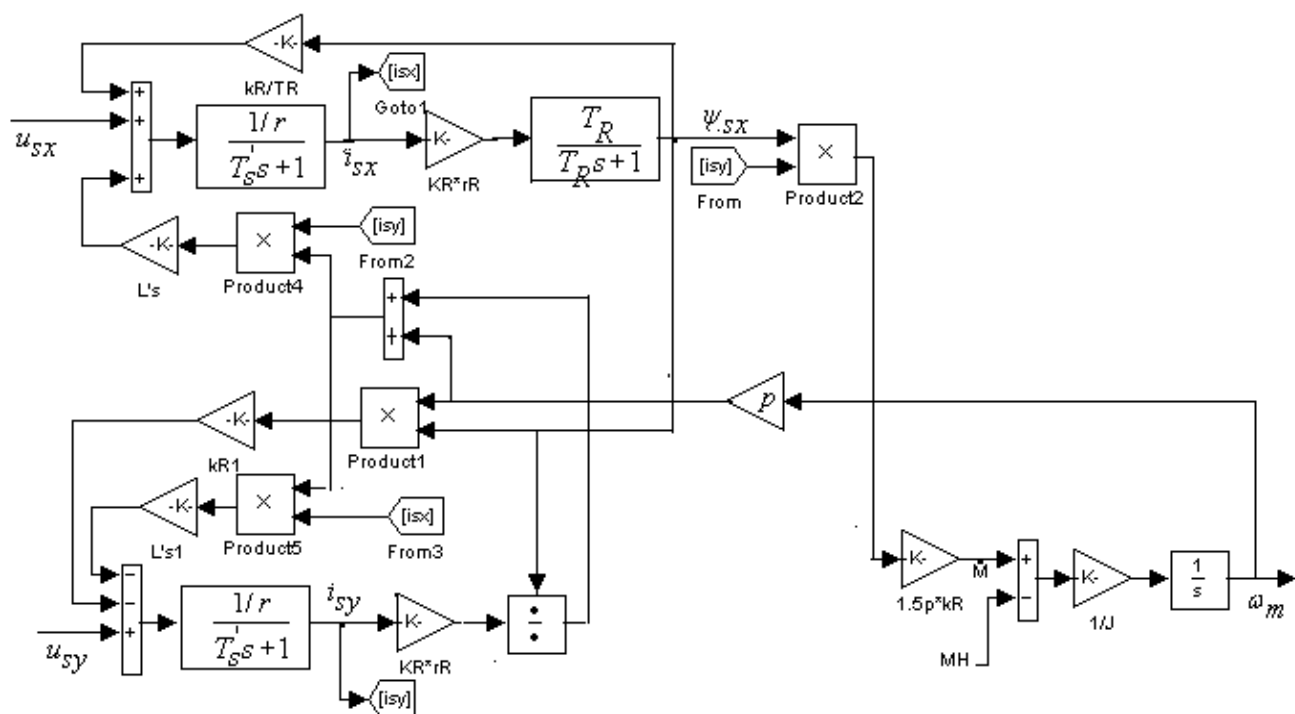 -K-
kR/TR
[isx]
Goto1
+
+
+
u_sx
1/r
T's s+1
i_sx
K-
KR*rR
T_R
T_R s+1
ψ_sx
[isy]
From
×
Product2
-K-
L's
×
Product4
[isy]
From2
+
+
-K-
kR1
×
Product1
p
-K-
L's1
×
Product5
[isx]
From3
−
−
+
u_sy
1/r
T's s+1
i_sy
K-
KR*rR
÷
[isy]
K-
1.5p*kR
M
+
−
MH
K-
1/J
1
s
ω_m